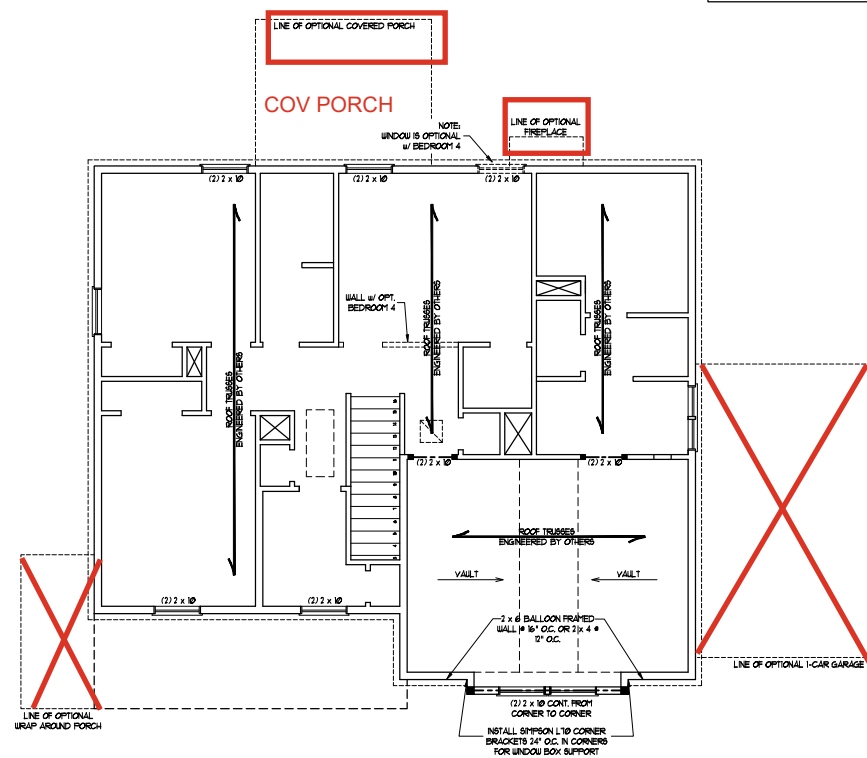 LINE OF OPTIONAL COVERED PORCH
COV PORCH
NOTE:
WINDOW IS OPTIONAL
w/ BEDROOM 4
LINE OF OPTIONAL
FIREPLACE
(2) 2 x 10
(2) 2 x 10
(2) 2 x 10
WALL w/ OPT.
BEDROOM 4
ROOF TRUSSES
ENGINEERED BY OTHERS
ROOF TRUSSES
ENGINEERED BY OTHERS
ROOF TRUSSES
ENGINEERED BY OTHERS
(2) 2 x 10
(2) 2 x 10
ROOF TRUSSES
ENGINEERED BY OTHERS
VAULT
VAULT
(2) 2 x 10
(2) 2 x 10
2 x 6 BALLOON FRAMED
WALL @ 16" O.C. OR 2 x 4 @
12" O.C.
LINE OF OPTIONAL 1-CAR GARAGE
(2) 2 x 10 CONT. FROM
CORNER TO CORNER
LINE OF OPTIONAL
WRAP AROUND PORCH
INSTALL SIMPSON L70 CORNER
BRACKETS 24" O.C. IN CORNERS
FOR WINDOW BOX SUPPORT